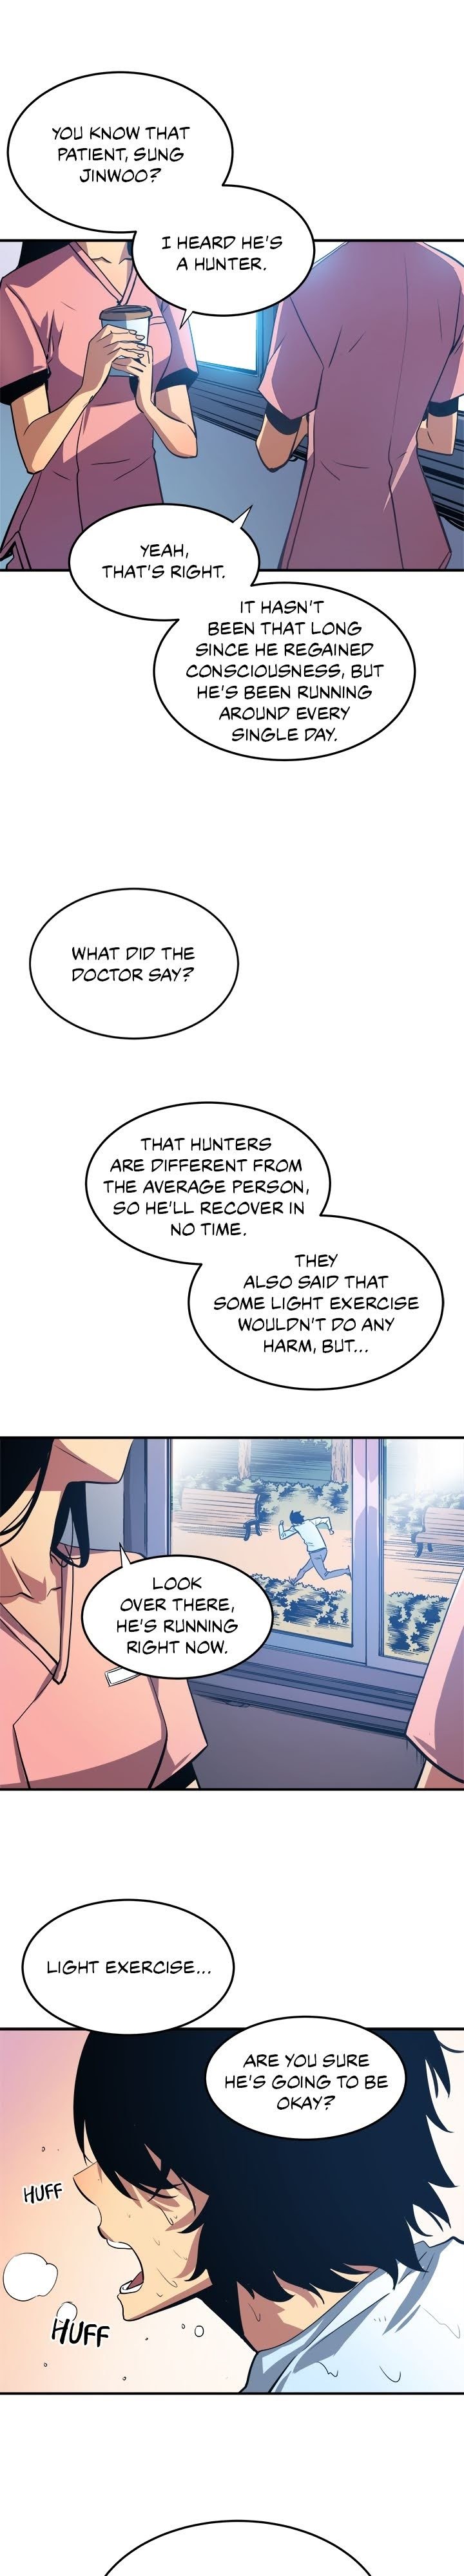 YOU KNOW THAT
PATIENT, SUNG
JINWOO?
I HEARD HE'S
A HUNTER.
YEAH,
THAT'S RIGHT.
IT HASN'T
BEEN THAT LONG
SINCE HE REGAINED
CONSCIOUSNESS, BUT
HE'S BEEN RUNNING
AROUND EVERY
SINGLE DAY.
WHAT DID THE
DOCTOR SAY?
THAT HUNTERS
ARE DIFFERENT FROM
THE AVERAGE PERSON,
SO HE'LL RECOVER IN
NO TIME.
THEY
ALSO SAID THAT
SOME LIGHT EXERCISE
WOULDN'T DO ANY
HARM, BUT...
LOOK
OVER THERE,
HE'S RUNNING
RIGHT NOW.
LIGHT EXERCISE...
ARE YOU SURE
HE'S GOING TO BE
OKAY?
HUFF
HUFF